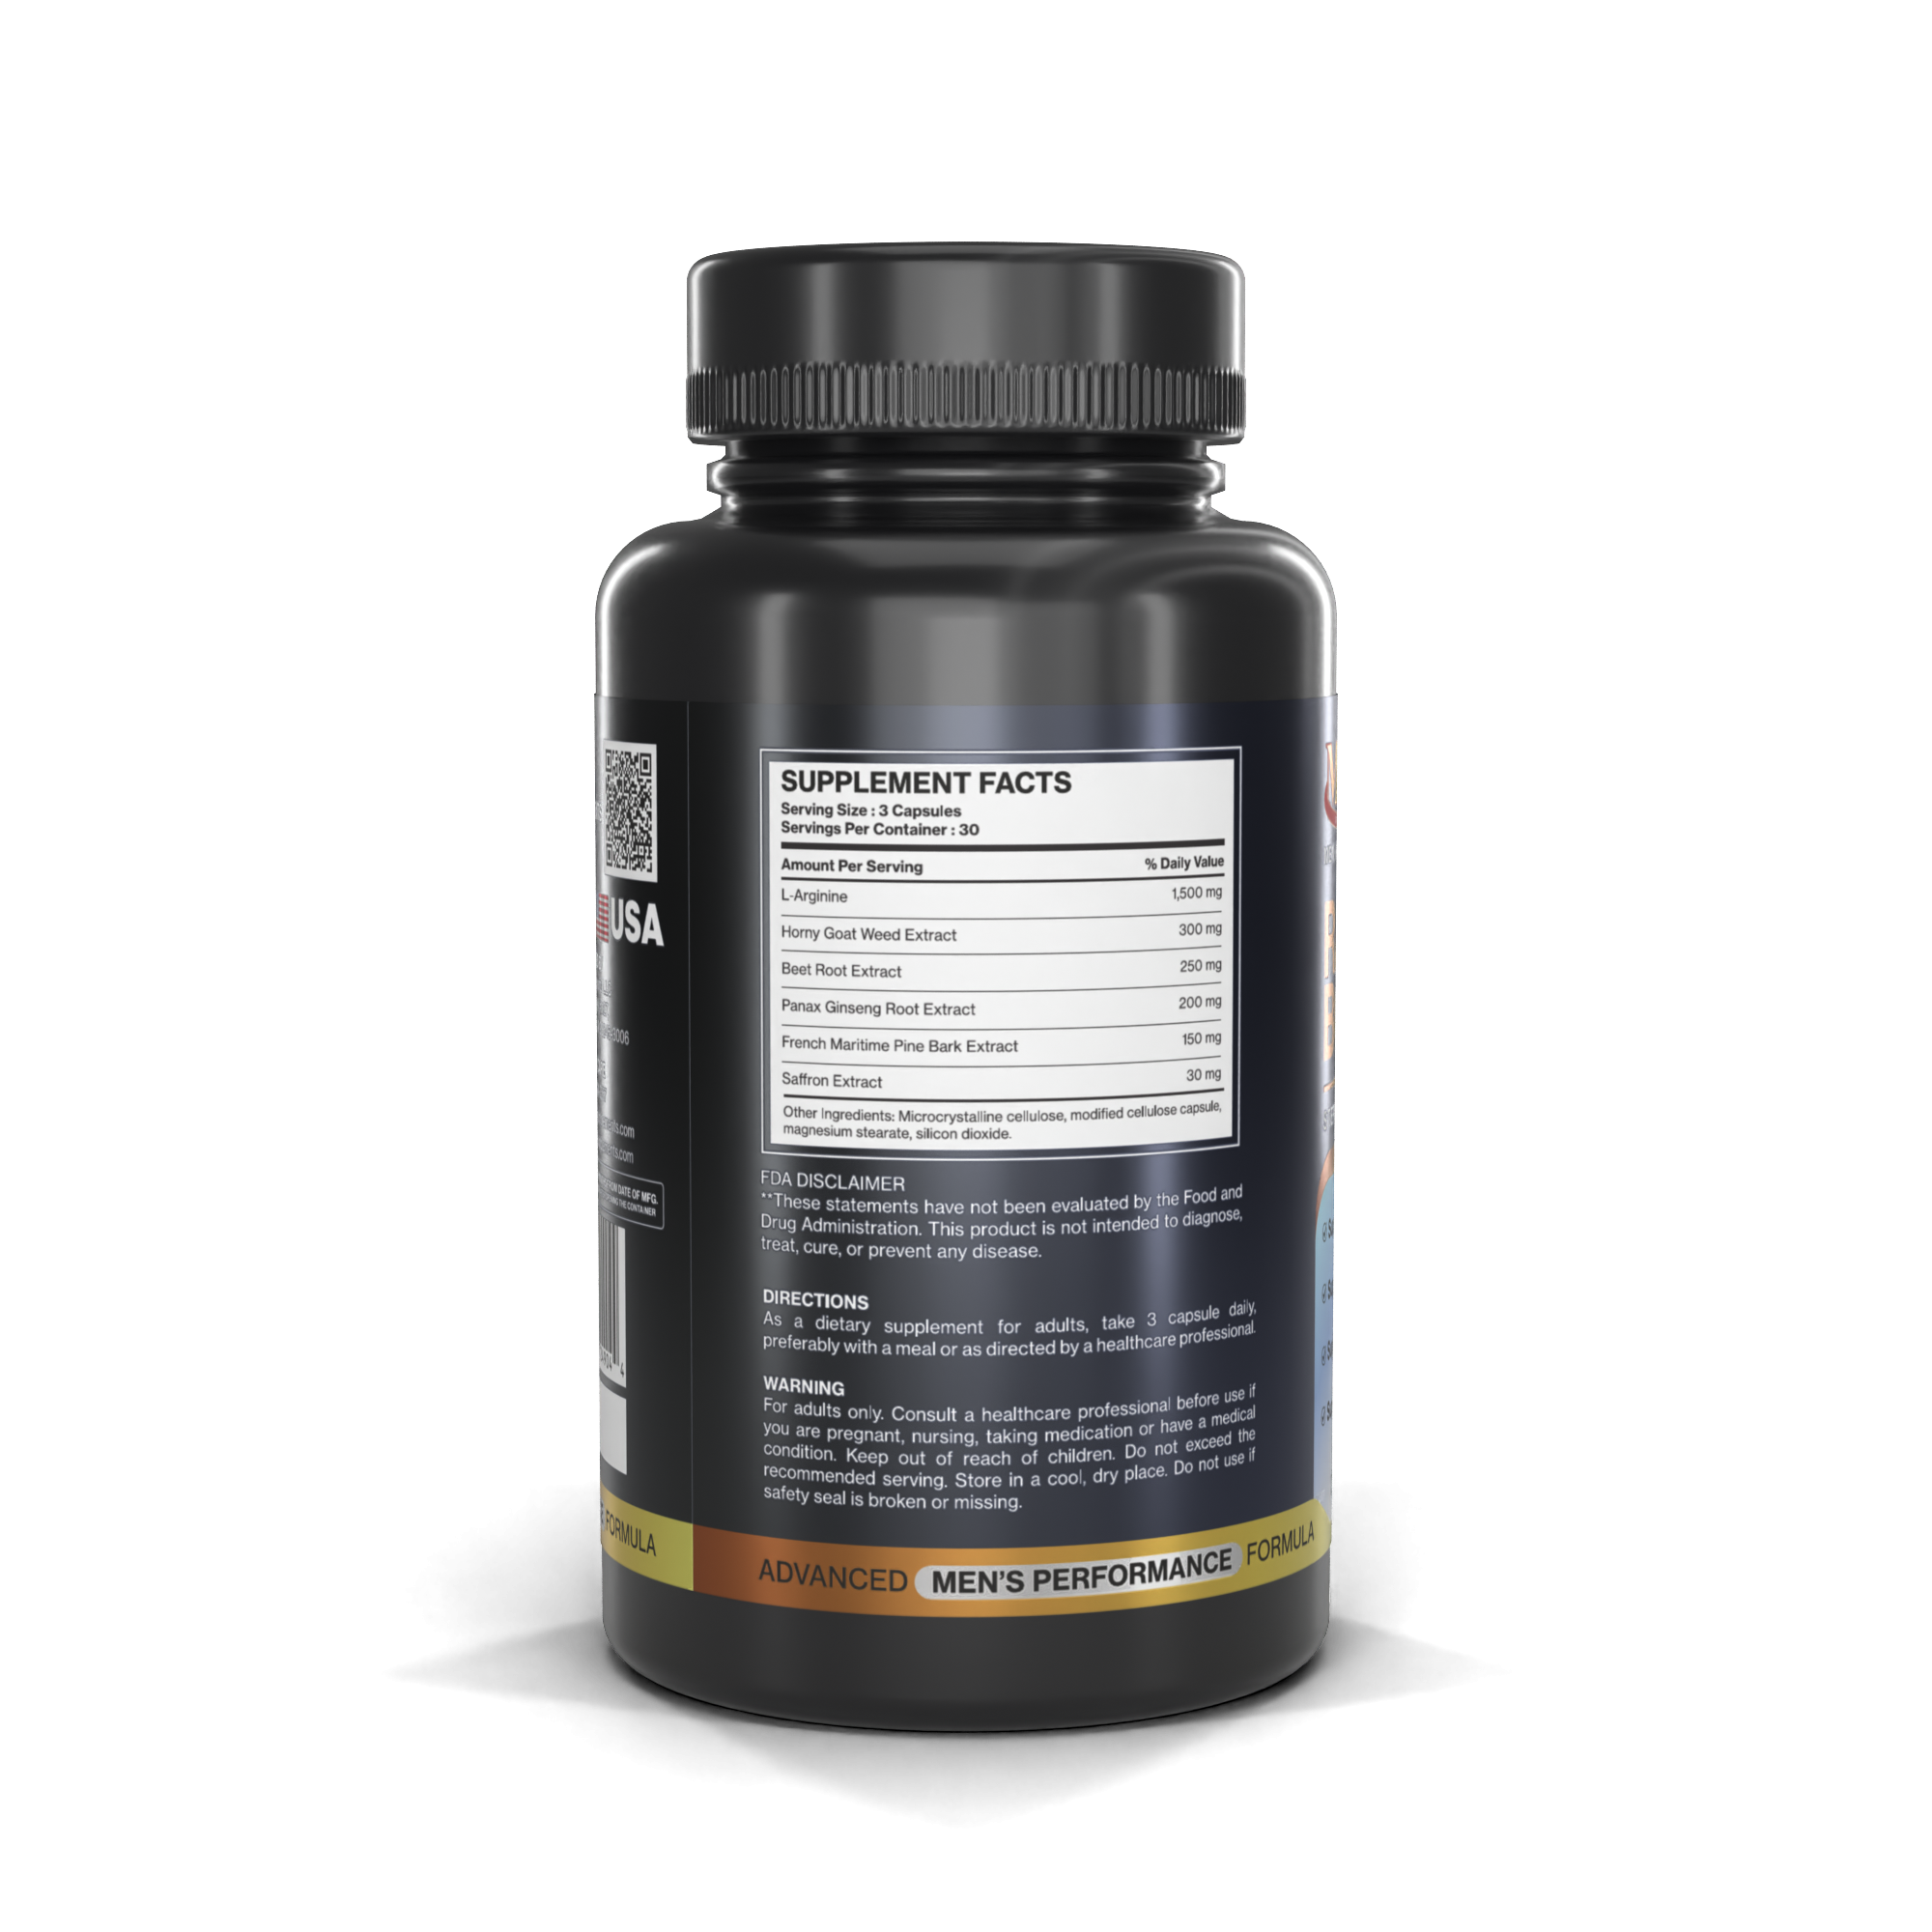 SUPPLEMENT FACTS
Serving Size : 3 Capsules
Servings Per Container : 30
Amount Per Serving % Daily Value
L-Arginine 1,500 mg
Horny Goat Weed Extract 300 mg
Beet Root Extract 250 mg
Panax Ginseng Root Extract 200 mg
French Maritime Pine Bark Extract 150 mg
Saffron Extract 30 mg
Other Ingredients: Microcrystalline cellulose, modified cellulose capsule,
magnesium stearate, silicon dioxide.
FDA DISCLAIMER
**These statements have not been evaluated by the Food and
Drug Administration. This product is not intended to diagnose,
treat, cure, or prevent any disease.
DIRECTIONS
As a dietary supplement for adults, take 3 capsule daily,
preferably with a meal or as directed by a healthcare professional.
WARNING
For adults only. Consult a healthcare professional before use if
you are pregnant, nursing, taking medication or have a medical
condition. Keep out of reach of children. Do not exceed the
recommended serving. Store in a cool, dry place. Do not use if
safety seal is broken or missing.
ADVANCED MEN'S PERFORMANCE FORMULA
USA
FROM DATE OF MFG.
THE CONTAINER
FORMULA